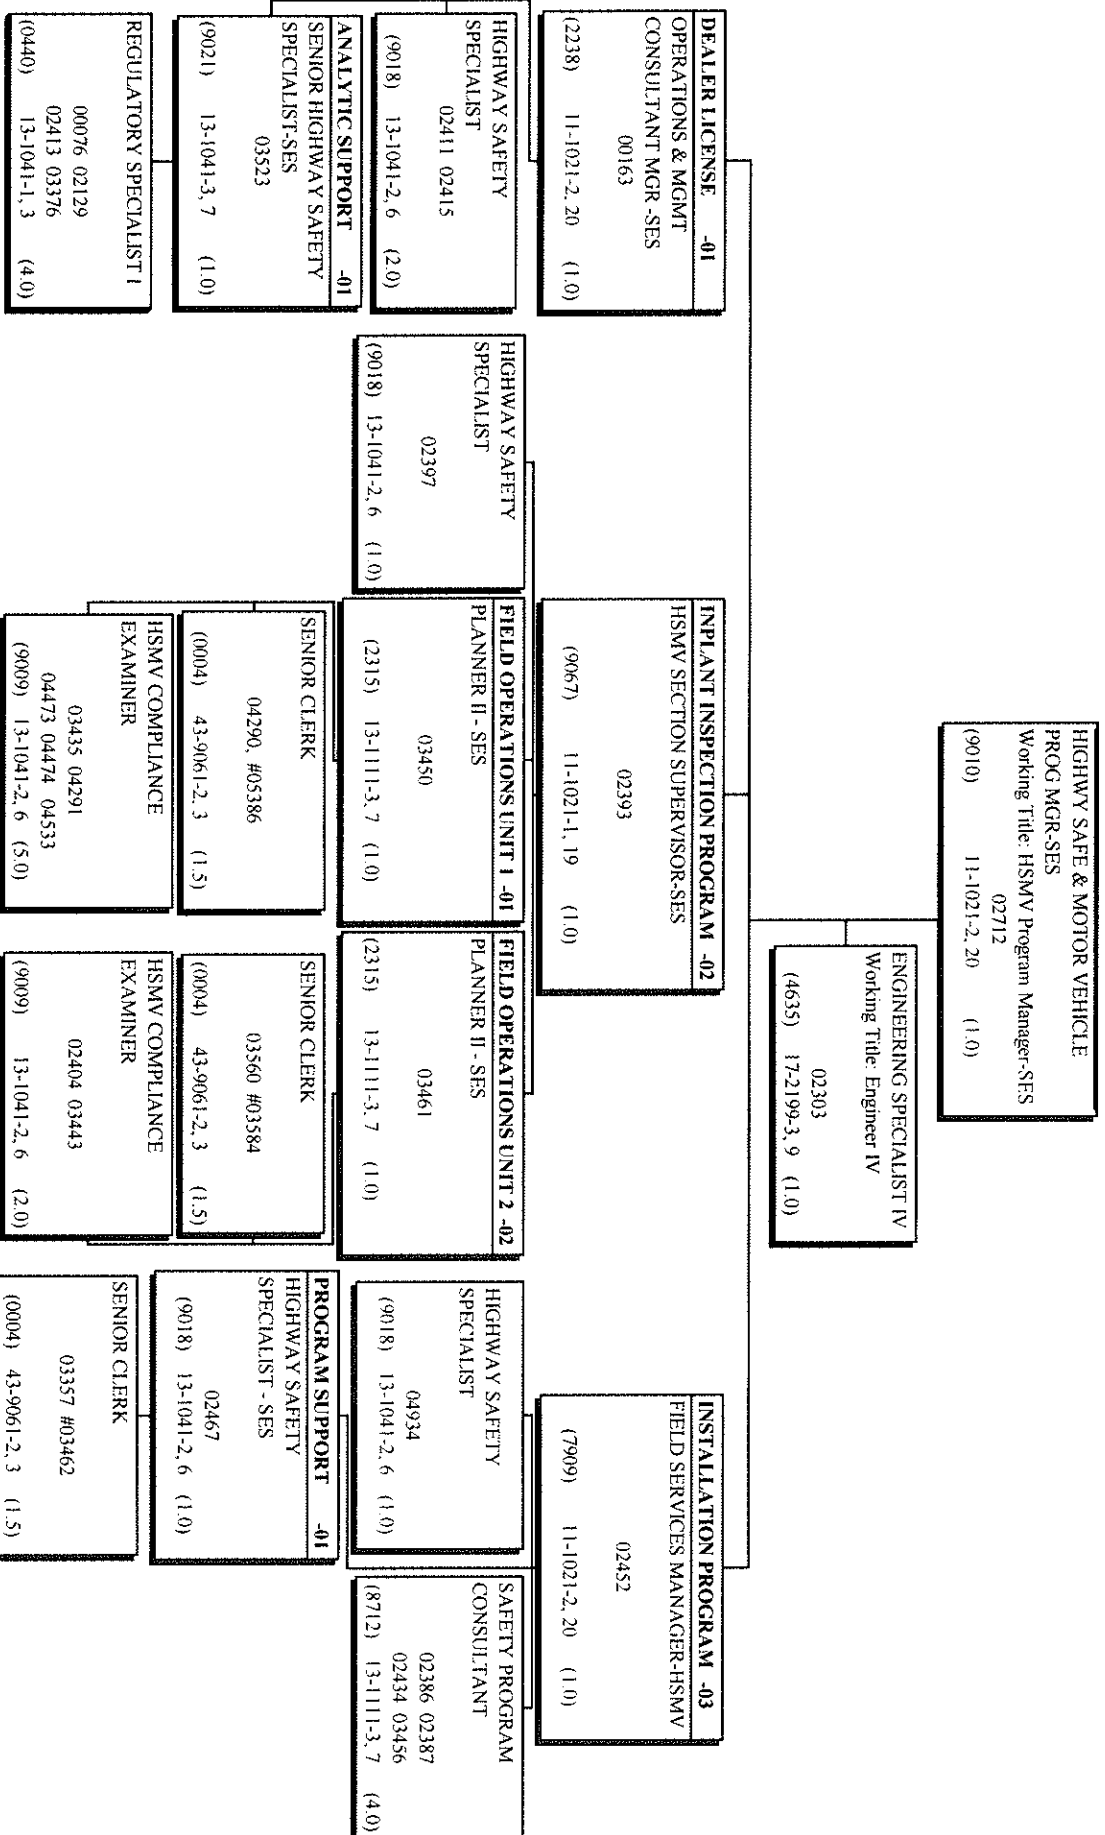 HIGHWY SAFE & MOTOR VEHICLE
PROG MGR-SES
Working Title: HSMV Program Manager-SES
02712
(9010) 11-1021-2, 20 (1.0)
ENGINEERING SPECIALIST IV
Working Title: Engineer IV
02303
(4635) 17-2199-3, 9 (1.0)
DEALER LICENSE -01
OPERATIONS & MGMT
CONSULTANT MGR -SES
00163
(2238) 11-1021-2, 20 (1.0)
HIGHWAY SAFETY
SPECIALIST
02411 02415
(9018) 13-1041-2, 6 (2.0)
ANALYTIC SUPPORT -01
SENIOR HIGHWAY SAFETY
SPECIALIST-SES
03523
(9021) 13-1041-3, 7 (1.0)
REGULATORY SPECIALIST I
00076 02129
02413 03376
(0440) 13-1041-1, 3 (4.0)
INPLANT INSPECTION PROGRAM -02
HSMV SECTION SUPERVISOR-SES
02393
(9067) 11-1021-1, 19 (1.0)
HIGHWAY SAFETY
SPECIALIST
02397
(9018) 13-1041-2, 6 (1.0)
FIELD OPERATIONS UNIT 1 -01
PLANNER II - SES
03450
(2315) 13-1111-3, 7 (1.0)
SENIOR CLERK
04290, #05386
(0004) 43-9061-2, 3 (1.5)
HSMV COMPLIANCE
EXAMINER
03435 04291
04473 04474 04533
(9009) 13-1041-2, 6 (5.0)
FIELD OPERATIONS UNIT 2 -02
PLANNER II - SES
03461
(2315) 13-1111-3, 7 (1.0)
SENIOR CLERK
03560 #03584
(0004) 43-9061-2, 3 (1.5)
HSMV COMPLIANCE
EXAMINER
02404 03443
(9009) 13-1041-2, 6 (2.0)
INSTALLATION PROGRAM -03
FIELD SERVICES MANAGER-HSMV
02452
(7909) 11-1021-2, 20 (1.0)
HIGHWAY SAFETY
SPECIALIST
04934
(9018) 13-1041-2, 6 (1.0)
PROGRAM SUPPORT -01
HIGHWAY SAFETY
SPECIALIST - SES
02467
(9018) 13-1041-2, 6 (1.0)
SENIOR CLERK
03357 #03462
(0004) 43-9061-2, 3 (1.5)
SAFETY PROGRAM
CONSULTANT
02386 02387
02434 03456
(8712) 13-1111-3, 7 (4.0)